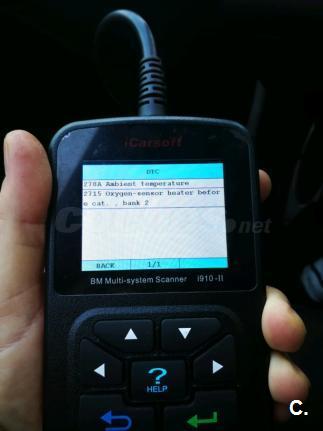 iCarsoft
DTC
278A Ambient temperature
2715 Oxygen-sensor heater befor
e cat. , bank 2
BACK 1/1
BM Multi-system Scanner i910-II
?
HELP
C.